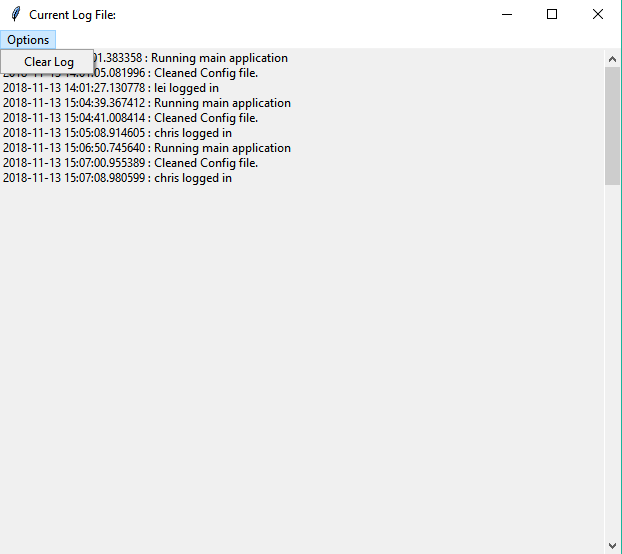 Current Log File:
Options
Clear Log
01.383358 : Running main application
2018-11-13 14:01:05.081996 : Cleaned Config file.
2018-11-13 14:01:27.130778 : lei logged in
2018-11-13 15:04:39.367412 : Running main application
2018-11-13 15:04:41.008414 : Cleaned Config file.
2018-11-13 15:05:08.914605 : chris logged in
2018-11-13 15:06:50.745640 : Running main application
2018-11-13 15:07:00.955389 : Cleaned Config file.
2018-11-13 15:07:08.980599 : chris logged in